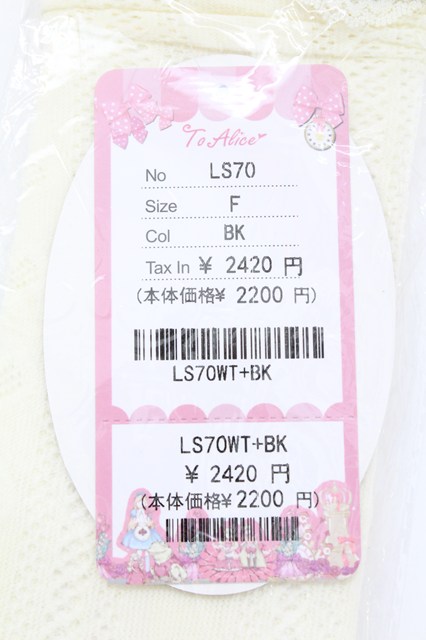 To Alice
No LS70
Size F
Col BK
Tax In ¥ 2420 円
(本体価格¥ 2200 円)
LS70WT+BK
LS70WT+BK
¥ 2420 円
(本体価格¥ 2200 円)